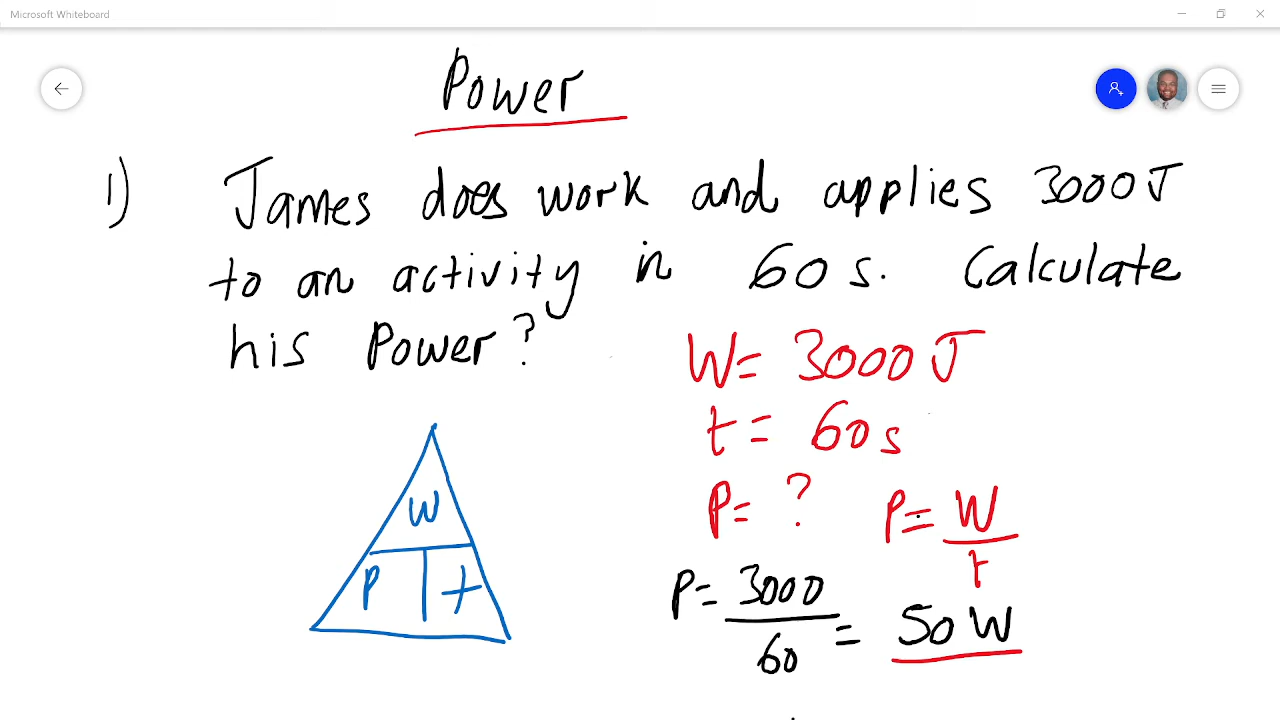 Microsoft Whiteboard
Power
1) James does work and applies 3000J
to an activity in 60s. Calculate
his Power?
W= 3000J
t= 60s
P= ?
P= W
t
W
P t
P= 3000
60
= 50W